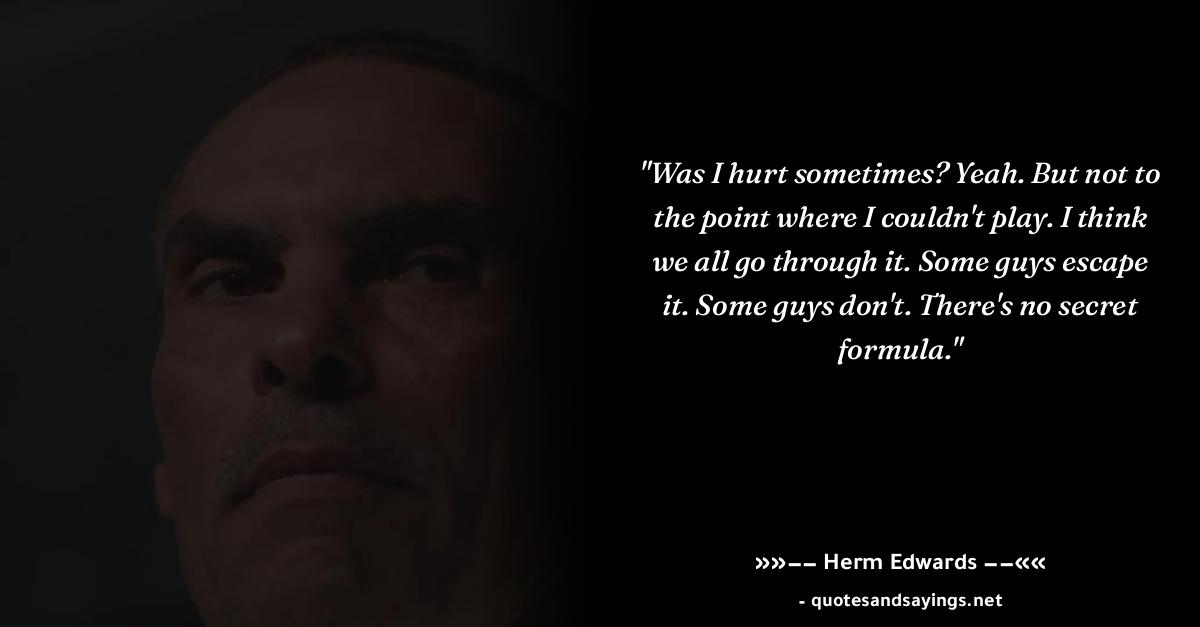 "Was I hurt sometimes? Yeah. But not to
the point where I couldn't play. I think
we all go through it. Some guys escape
it. Some guys don't. There's no secret
formula."
»»−− Herm Edwards −−««
- quotesandsayings.net